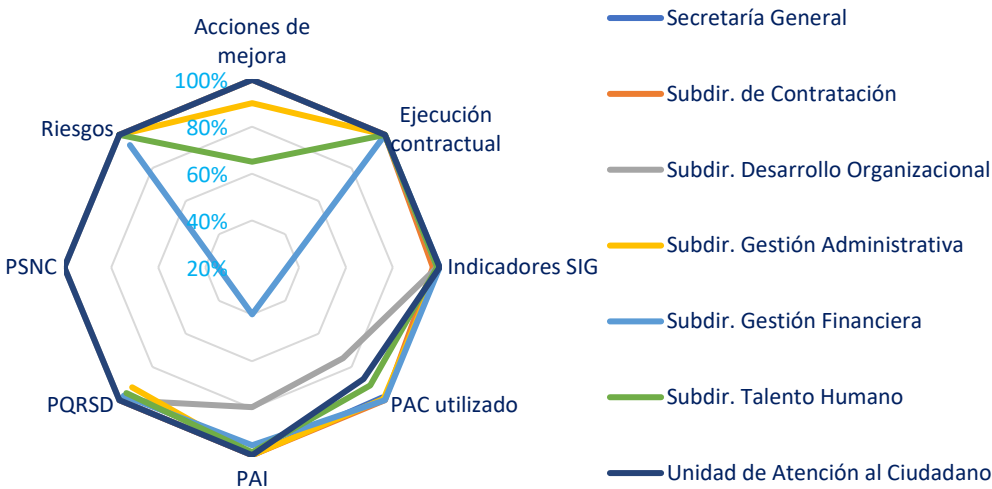 Acciones de
mejora
Ejecución
contractual
Indicadores SIG
PAC utilizado
PAI
PQRSD
PSNC
Riesgos
100%
80%
60%
40%
20%
Secretaría General
Subdir. de Contratación
Subdir. Desarrollo Organizacional
Subdir. Gestión Administrativa
Subdir. Gestión Financiera
Subdir. Talento Humano
Unidad de Atención al Ciudadano